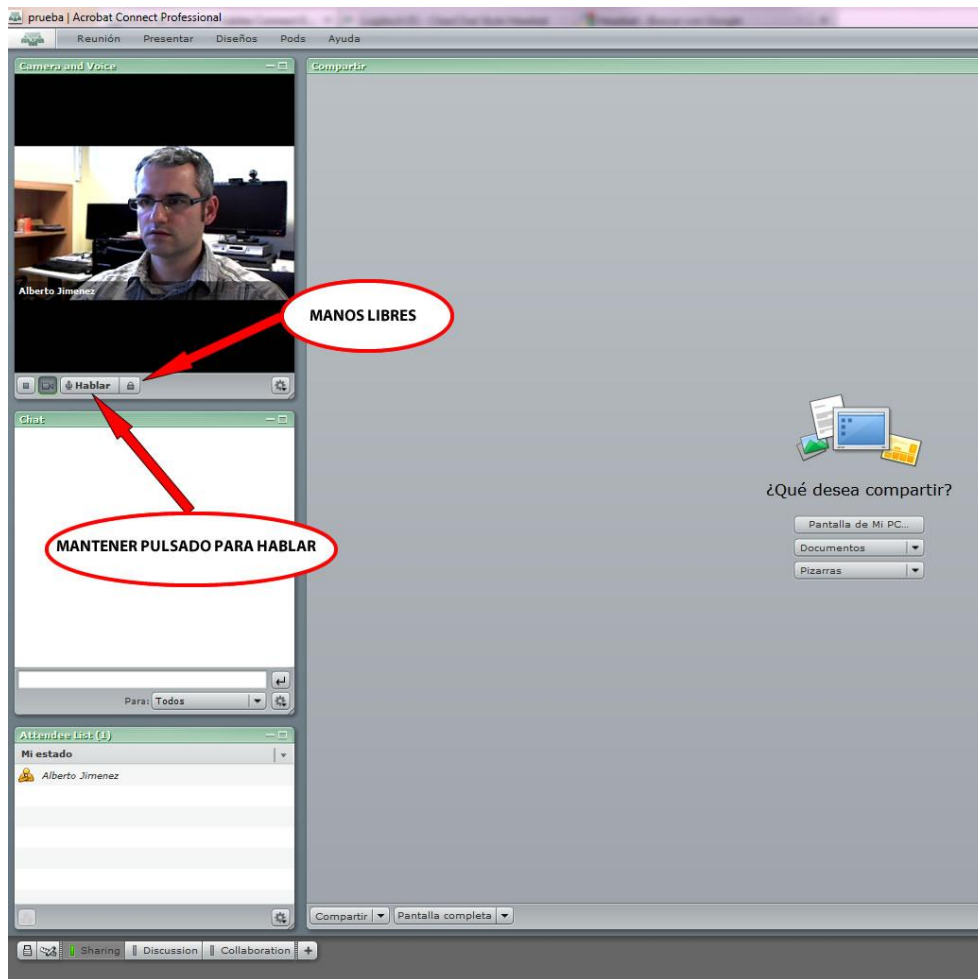 prueba | Acrobat Connect Professional
Reunión Presentar Diseños Pods Ayuda
Camera and Voice
Alberto Jimenez
MANOS LIBRES
Hablar
Chat
MANTENER PULSADO PARA HABLAR
Para: Todos
Attendee List (1)
Mi estado
Alberto Jimenez
Compartir
¿Qué desea compartir?
Pantalla de Mi PC...
Documentos
Pizarras
Compartir Pantalla completa
Sharing Discussion Collaboration +